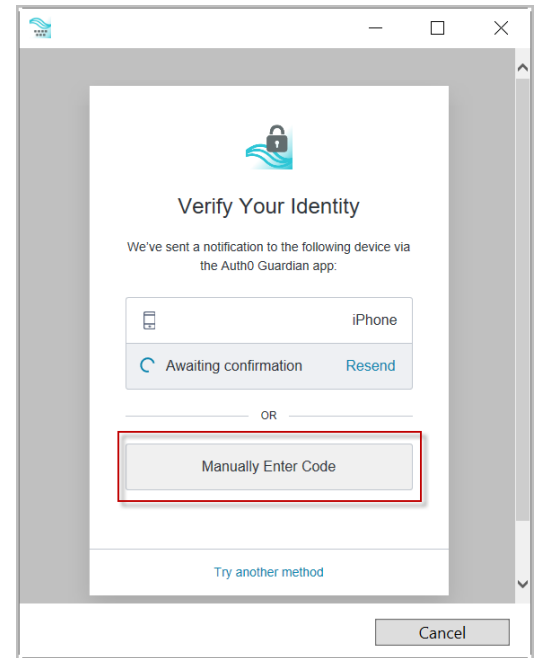 Verify Your Identity
We've sent a notification to the following device via
the Auth0 Guardian app:
iPhone
Awaiting confirmation Resend
OR
Manually Enter Code
Try another method
Cancel